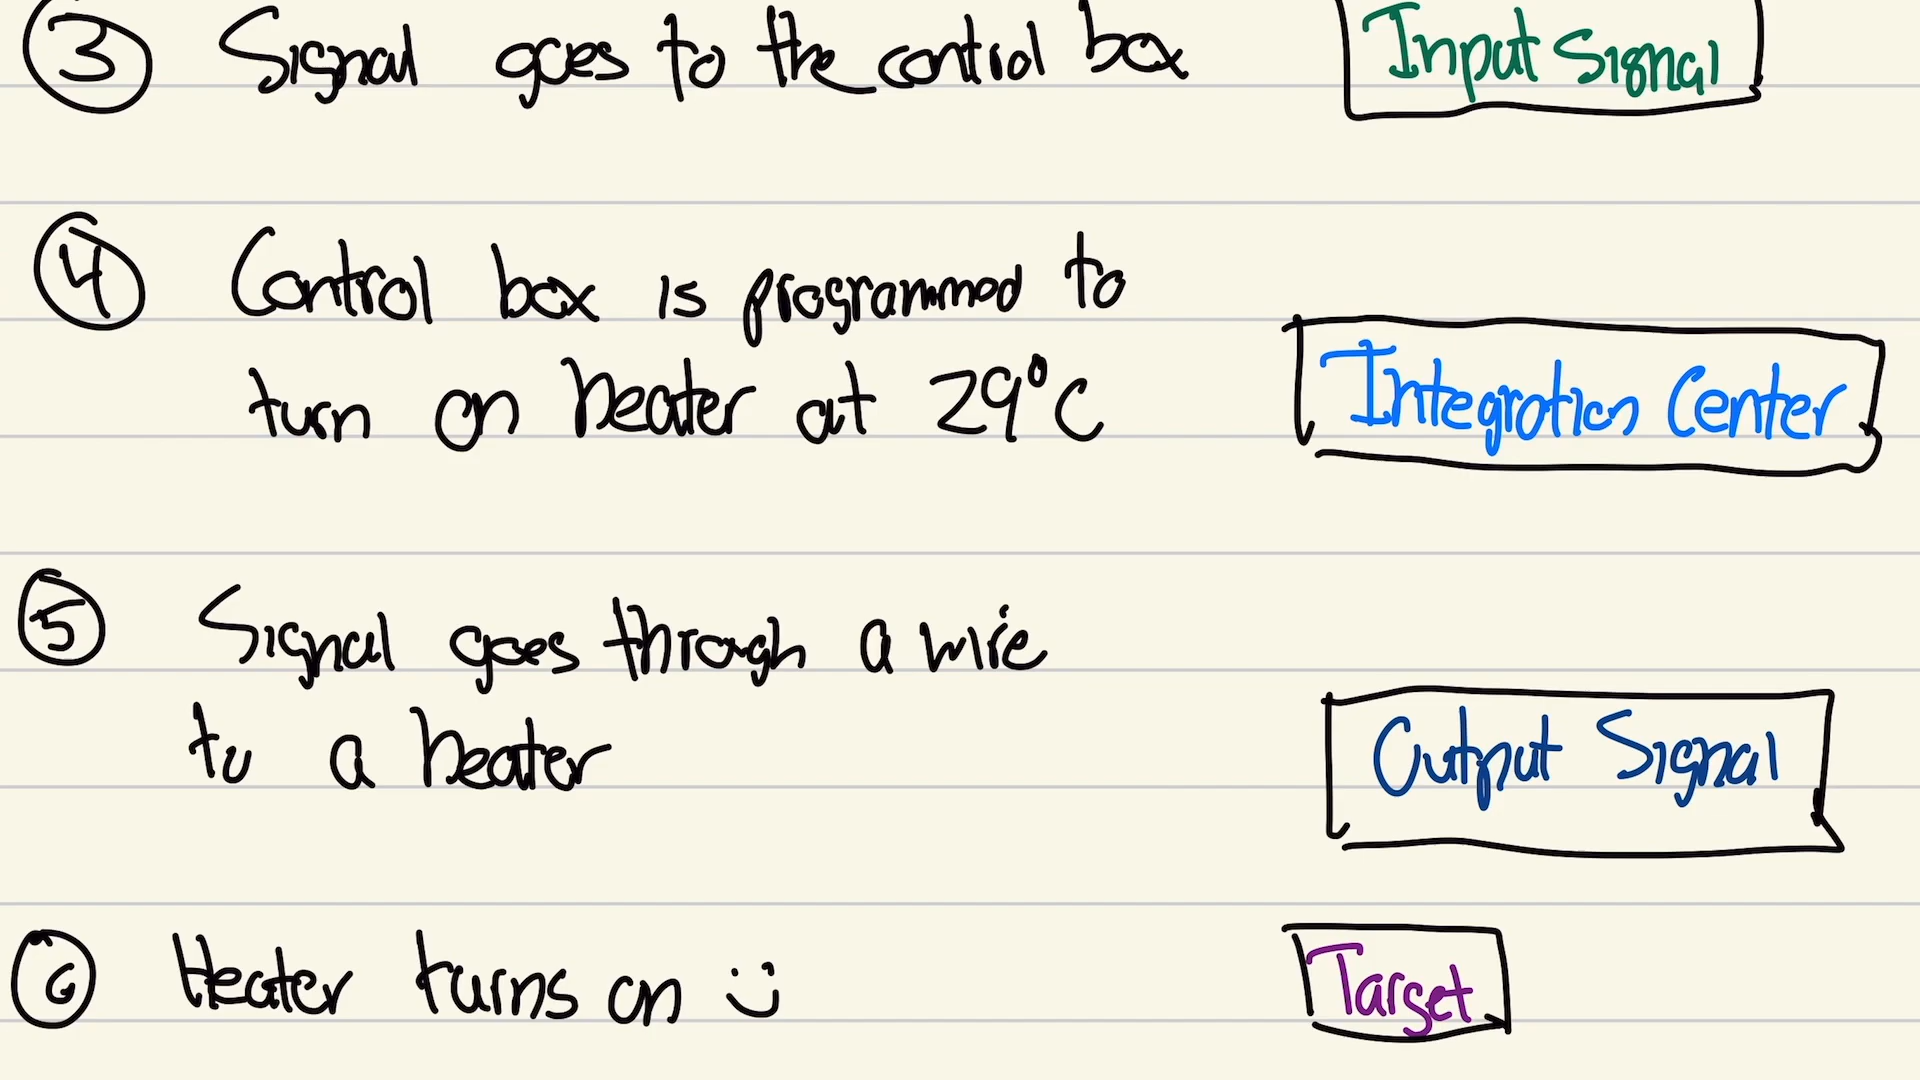 3 Signal goes to the control box
Input Signal
4 Control box is programmed to
turn on heater at 29°C
Integration Center
5 Signal goes through a wire
to a heater
Output Signal
6 Heater turns on :)
Target